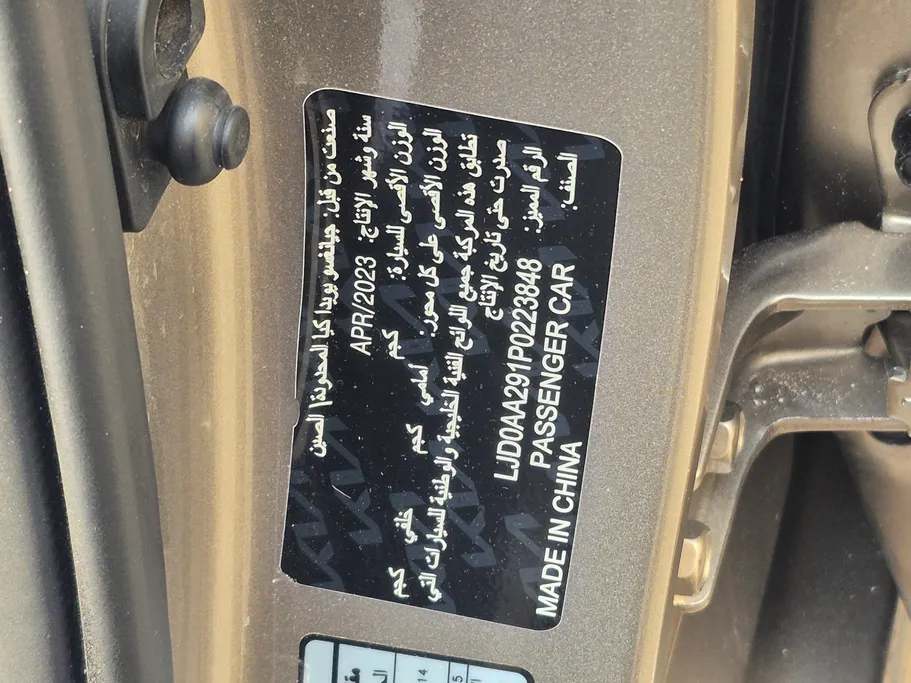 صنعت من قبل: جيانغسو يويدا كيا المحدودة\ الصين
سنة وشهر الإنتاج: APR/2023
الوزن الأقصى للسيارة: كجم
الوزن الأقصى على كل محور: أمامي كجم خلفي كجم
تطابق هذه المركبة جميع اللوائح الفنية الخليجية والوطنية للسيارات التي
صدرت حتى تاريخ الإنتاج
الرقم المميز: LJD0AA291P0223848
الصنف: PASSENGER CAR
MADE IN CHINA